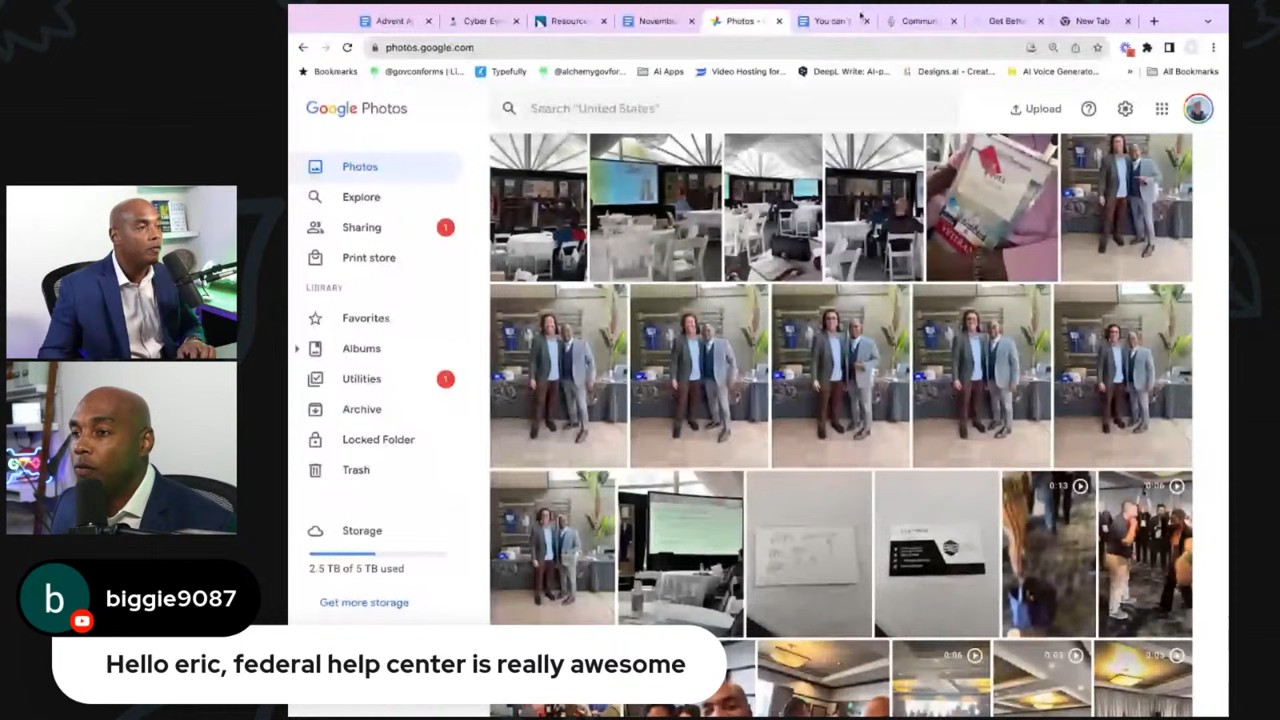 Advent A
Cyber Ev
Resourc
Novembe
Photos -
You can't
Commun
Get Bette
New Tab
photos.google.com
Bookmarks
@govconforms | Li...
Typefully
@alchemygovfor...
Ai Apps
Video Hosting for...
DeepL Write: AI-p...
Designs.ai - Creat...
AI Voice Generato...
All Bookmarks
Google Photos
Search "United States"
Upload
Photos
Explore
Sharing
1
Print store
LIBRARY
Favorites
Albums
Utilities
1
Archive
Locked Folder
Trash
Storage
2.5 TB of 5 TB used
Get more storage
VETERAN
0:13
0:06
0:06
0:03
b
biggie9087
Hello eric, federal help center is really awesome